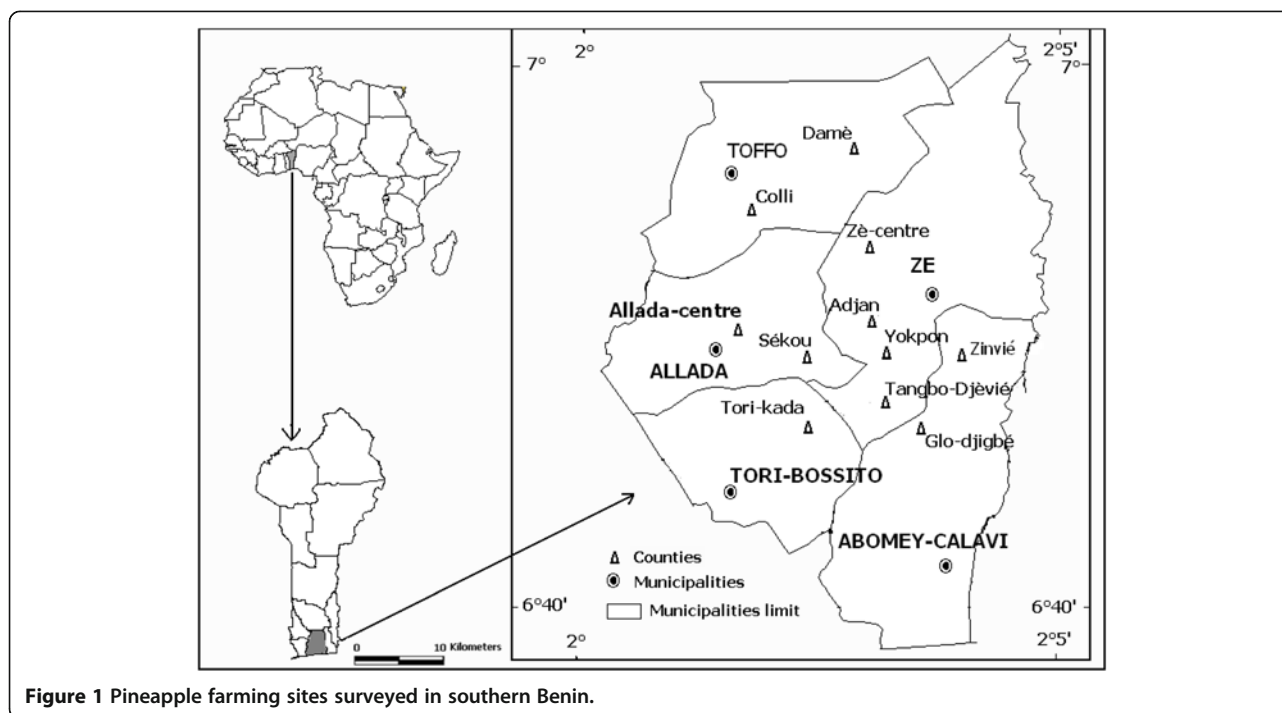 2°
2°5'
7°
7°
Damè
TOFFO
Colli
Zè-centre
ZE
Allada-centre
Adjan
Sékou
Yokpon
Zinvié
ALLADA
Tangbo-Djèvié
Tori-kada
Glo-djigbé
TORI-BOSSITO
ABOMEY-CALAVI
Counties
Municipalities
Municipalities limit
6°40'
6°40'
0 10 Kilometers
2°
2°5'
Figure 1 Pineapple farming sites surveyed in southern Benin.